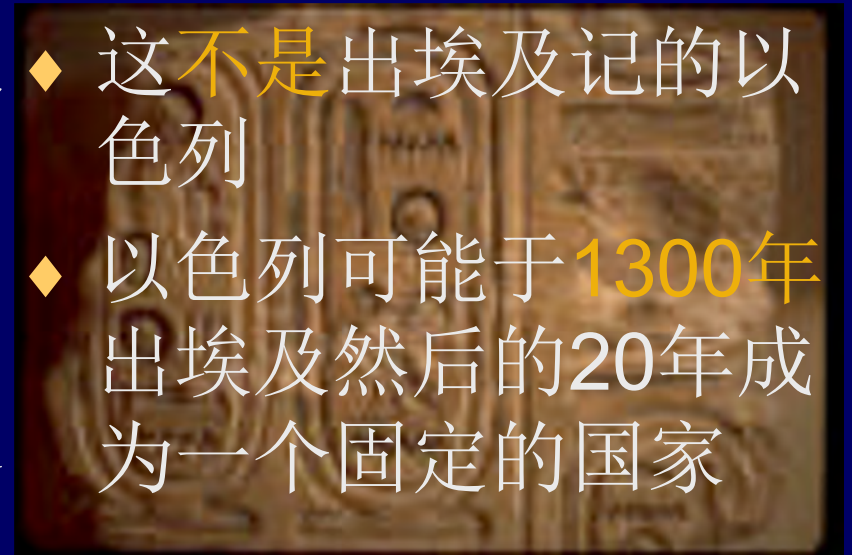 这不是出埃及记的以
色列
以色列可能于1300年
出埃及然后的20年成
为一个固定的国家